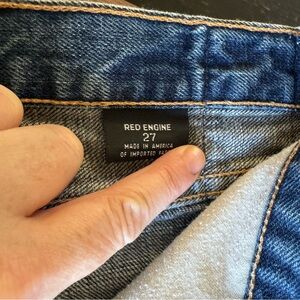 RED ENGINE
27
MADE IN AMERICA
OF IMPORTED